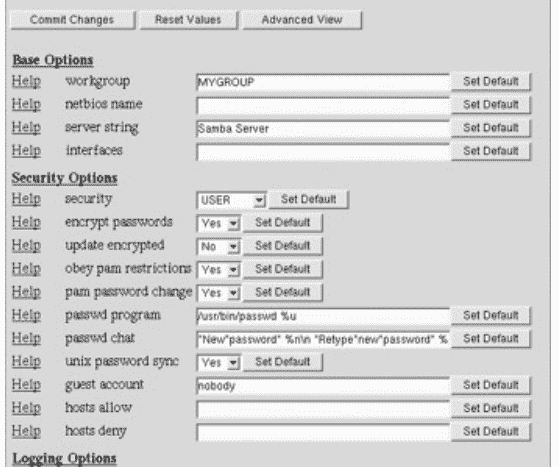 Commit Changes Reset Values Advanced View
Base Options
Help workgroup MYGROUP Set Default
Help netbios name Set Default
Help server string Samba Server Set Default
Help interfaces Set Default
Security Options
Help security USER Set Default
Help encrypt passwords Yes Set Default
Help update encrypted No Set Default
Help obey pam restrictions Yes Set Default
Help pam password change Yes Set Default
Help passwd program /usr/bin/passwd %u Set Default
Help passwd chat *New*password* %n\n *Retype*new*password* % Set Default
Help unix password sync Yes Set Default
Help guest account nobody Set Default
Help hosts allow Set Default
Help hosts deny Set Default
Logging Options